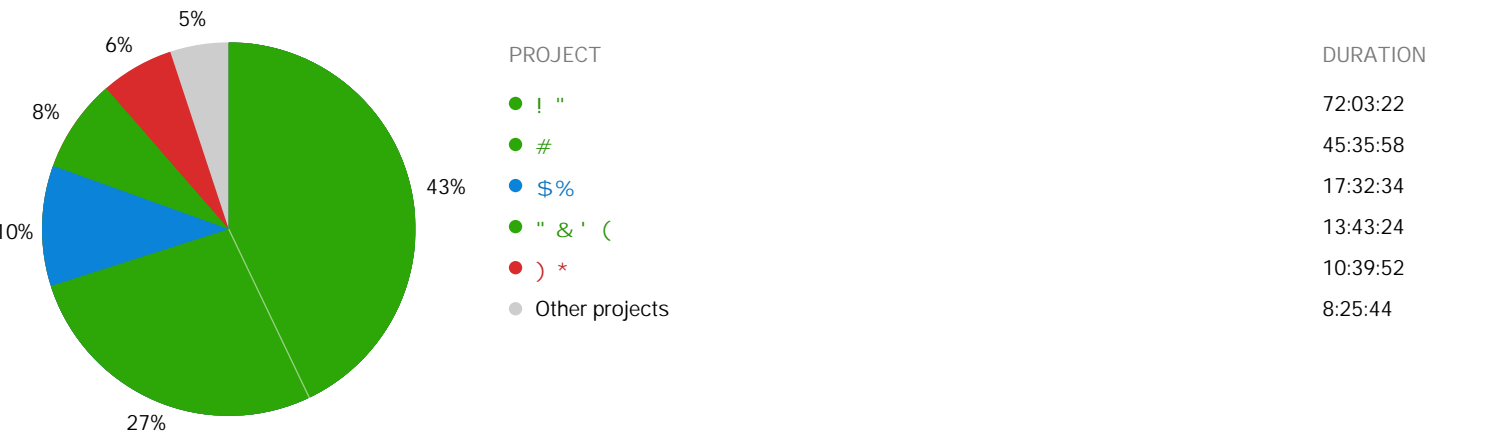 5%
6%
8%
43%
10%
27%
PROJECT DURATION
! " 72:03:22
# 45:35:58
$% 17:32:34
" & ' ( 13:43:24
) * 10:39:52
Other projects 8:25:44